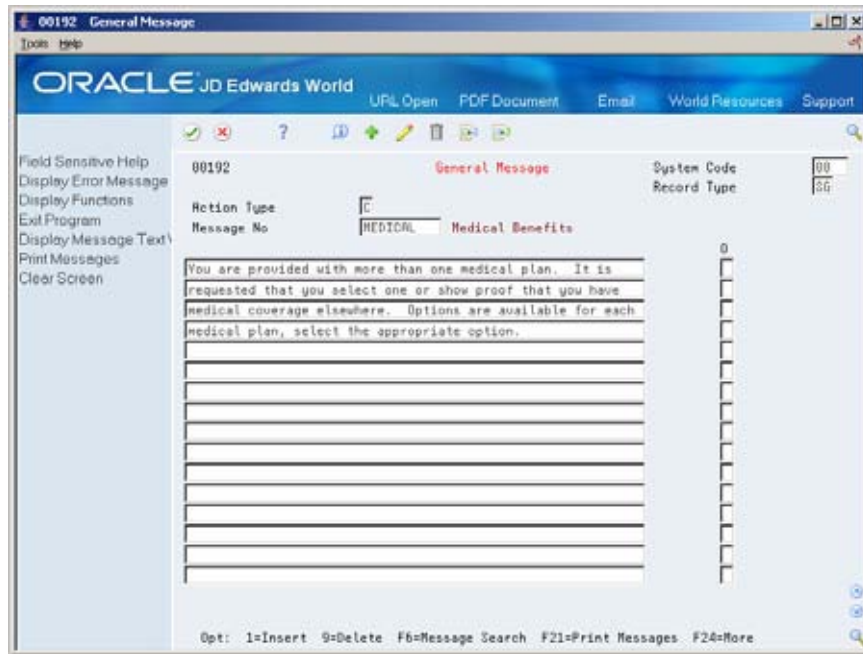 00192 General Message
Tools Help
ORACLE JD Edwards World
URL Open PDF Document Email World Resources Support
Field Sensitive Help
Display Error Message
Display Functions
Exit Program
Display Message Text
Print Messages
Clear Screen
00192 General Message System Code 00
Record Type SG
Action Type C
Message No MEDICAL Medical Benefits
O
You are provided with more than one medical plan. It is
requested that you select one or show proof that you have
medical coverage elsewhere. Options are available for each
medical plan, select the appropriate option.
Opt: 1=Insert 9=Delete F6=Message Search F21=Print Messages F24=More